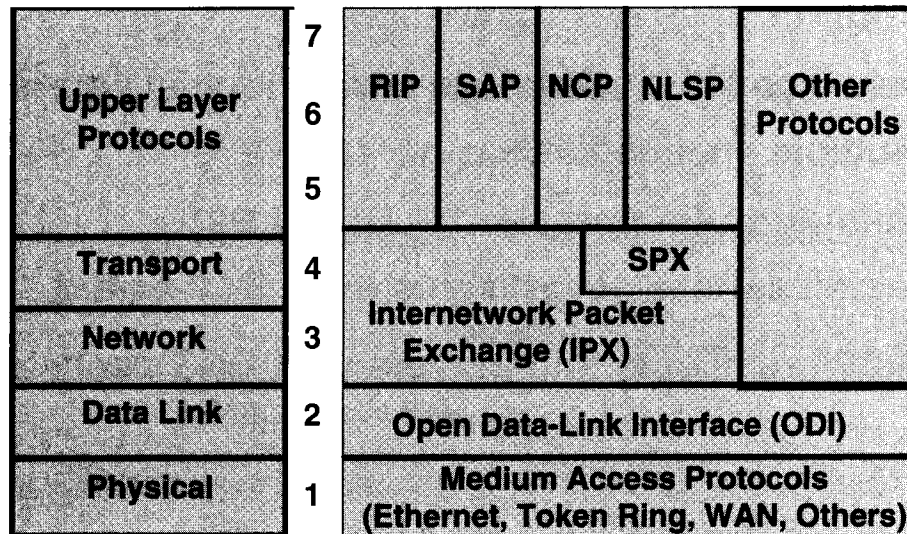 7
RIP SAP NCP NLSP Other
Protocols
Upper Layer
Protocols
6
5
Transport
4
SPX
Network
3
Internetwork Packet
Exchange (IPX)
Data Link
2
Open Data-Link Interface (ODI)
Physical
1
Medium Access Protocols
(Ethernet, Token Ring, WAN, Others)